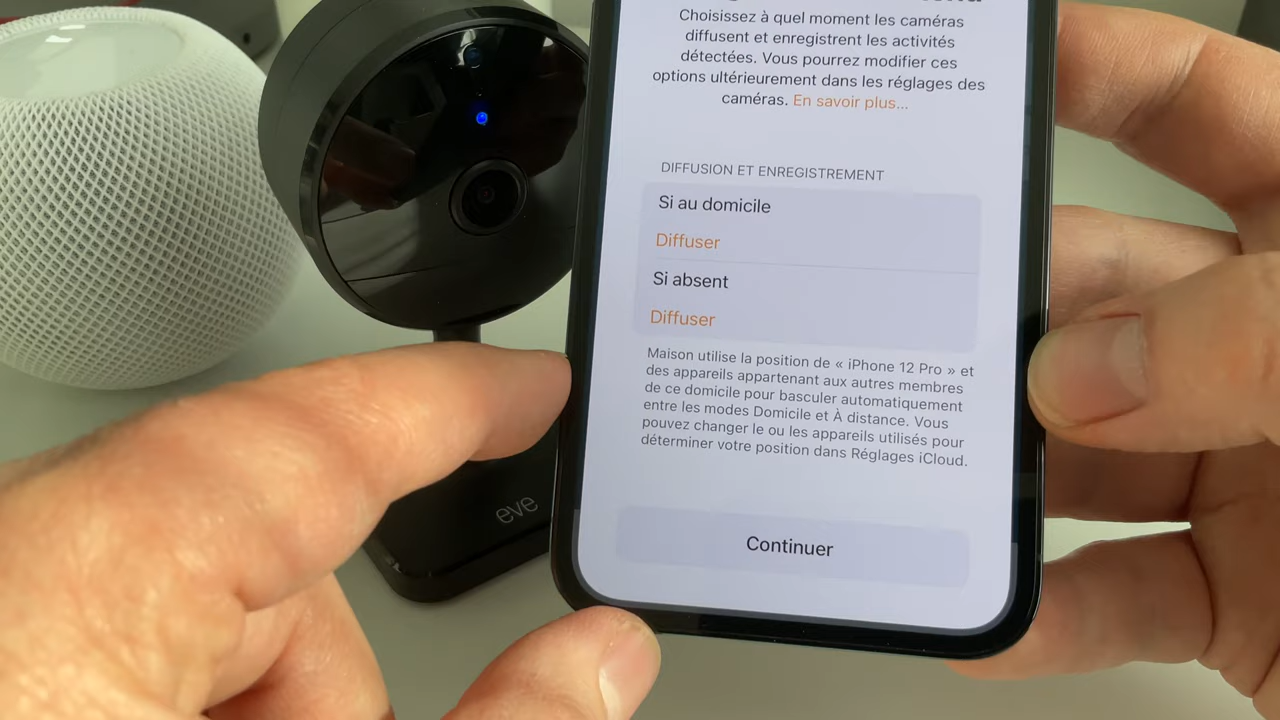 Choisissez à quel moment les caméras
diffusent et enregistrent les activités
détectées. Vous pourrez modifier ces
options ultérieurement dans les réglages des
caméras. En savoir plus...
DIFFUSION ET ENREGISTREMENT
Si au domicile
Diffuser
Si absent
Diffuser
Maison utilise la position de « iPhone 12 Pro » et
des appareils appartenant aux autres membres
de ce domicile pour basculer automatiquement
entre les modes Domicile et À distance. Vous
pouvez changer le ou les appareils utilisés pour
déterminer votre position dans Réglages iCloud.
Continuer
eve